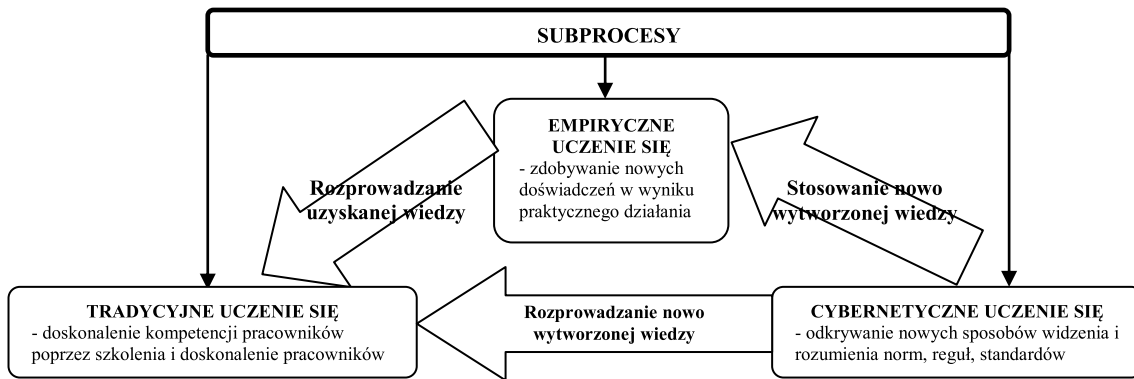 SUBPROCESY
EMPIRYCZNE
UCZENIE SIĘ
- zdobywanie nowych
doświadczeń w wyniku
praktycznego działania
Rozprowadzanie
uzyskanej wiedzy
Stosowanie nowo
wytworzonej wiedzy
TRADYCYJNE UCZENIE SIĘ
- doskonalenie kompetencji pracowników
poprzez szkolenia i doskonalenie pracowników
Rozprowadzanie nowo
wytworzonej wiedzy
CYBERNETYCZNE UCZENIE SIĘ
- odkrywanie nowych sposobów widzenia i
rozumienia norm, reguł, standardów